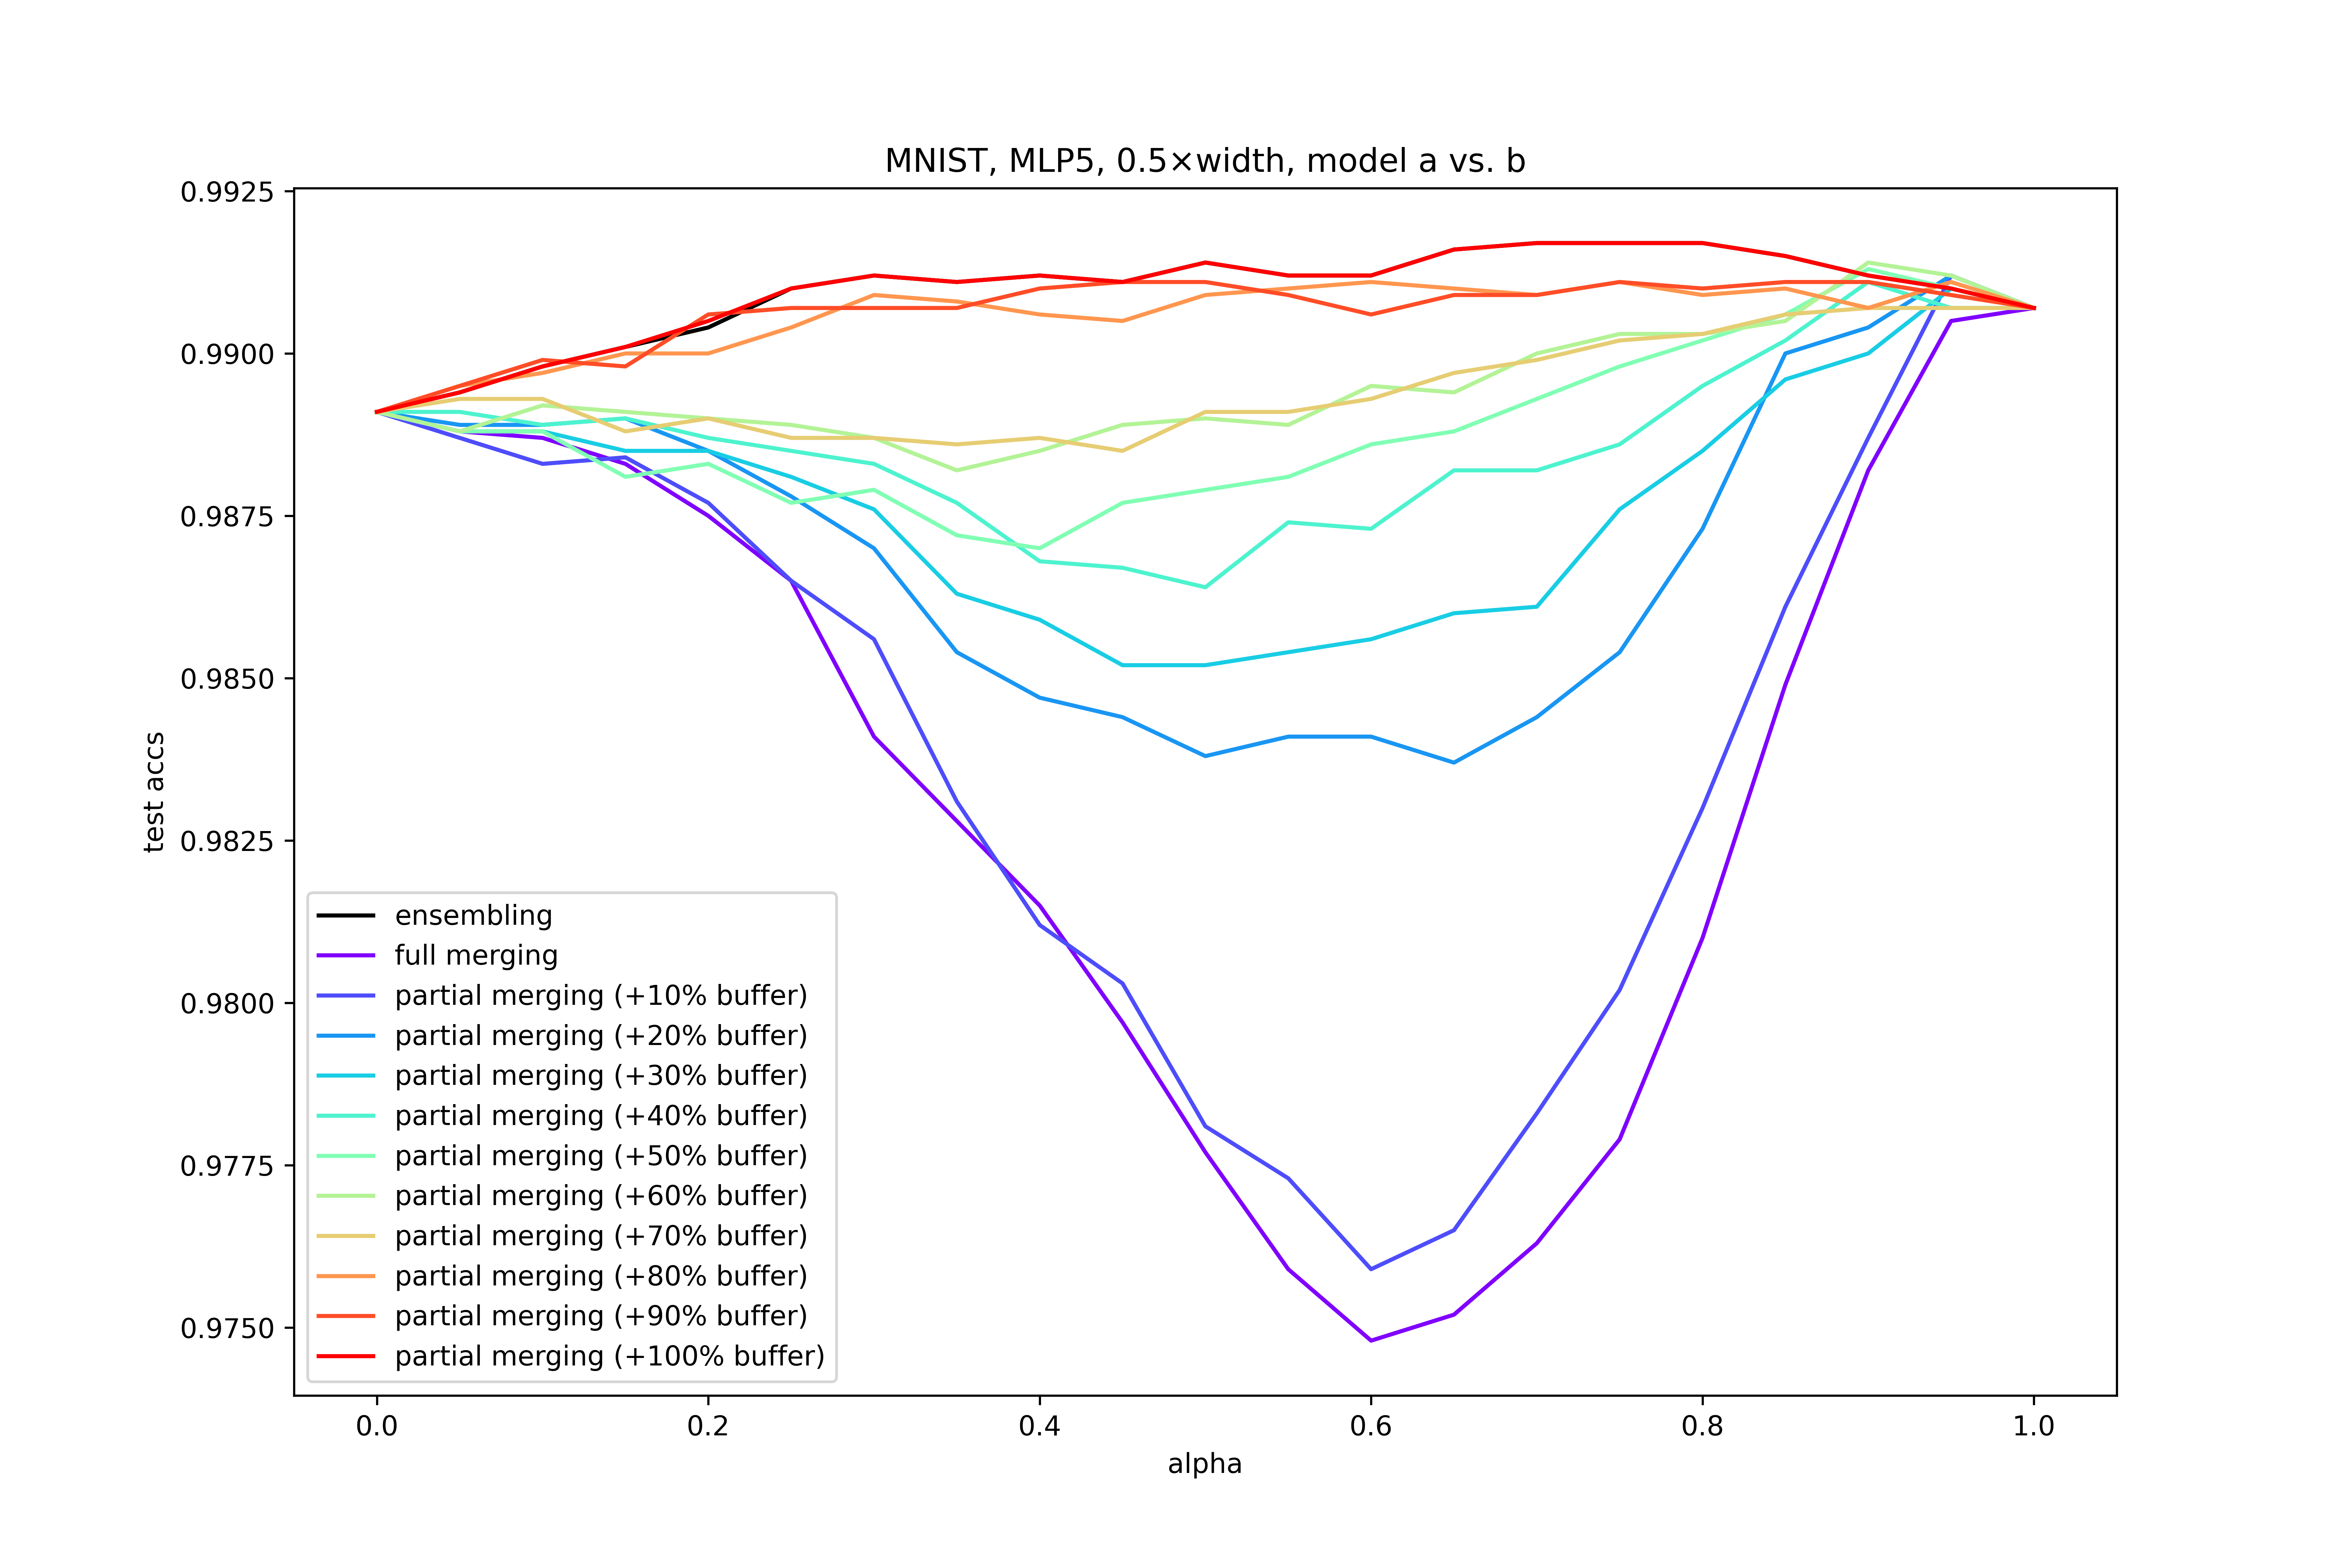 MNIST, MLP5, 0.5×width, model a vs. b
0.9925
0.9900
0.9875
0.9850
0.9825
0.9800
0.9775
0.9750
test accs
ensembling
full merging
partial merging (+10% buffer)
partial merging (+20% buffer)
partial merging (+30% buffer)
partial merging (+40% buffer)
partial merging (+50% buffer)
partial merging (+60% buffer)
partial merging (+70% buffer)
partial merging (+80% buffer)
partial merging (+90% buffer)
partial merging (+100% buffer)
0.0 0.2 0.4 0.6 0.8 1.0
alpha